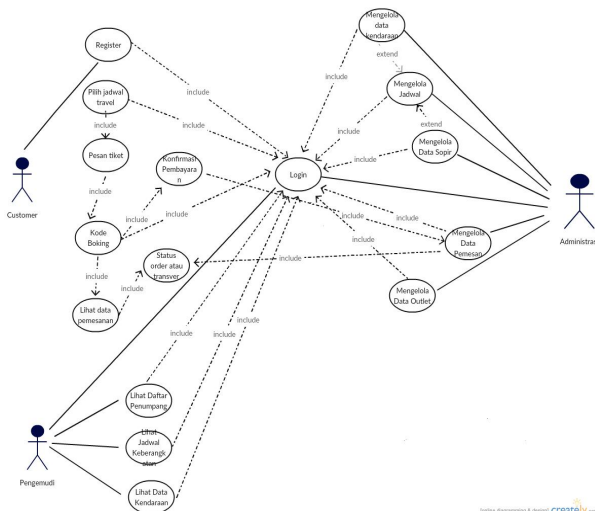 Mengelola
data
kendaraan
Register
extend
include
include
Mengelola
Jadwal
Pilih jadwal
travel
include
include
include
extend
Mengelola
Data Sopir
Pesan tiket
Konfirmasi
Pembayara
n
include
Login
Customer
include
include
include
include
include
Administras
Kode
Boking
include
Mengelola
Data
Pemesan
Status
order atau
transver
include
include
include
Mengelola
Data Outlet
Lihat data
pemesanan
include
include
include
Lihat Daftar
Penumpang
Lihat
Jadwal
Keberangk
atan
Pengemudi
Lihat Data
Kendaraan
creately